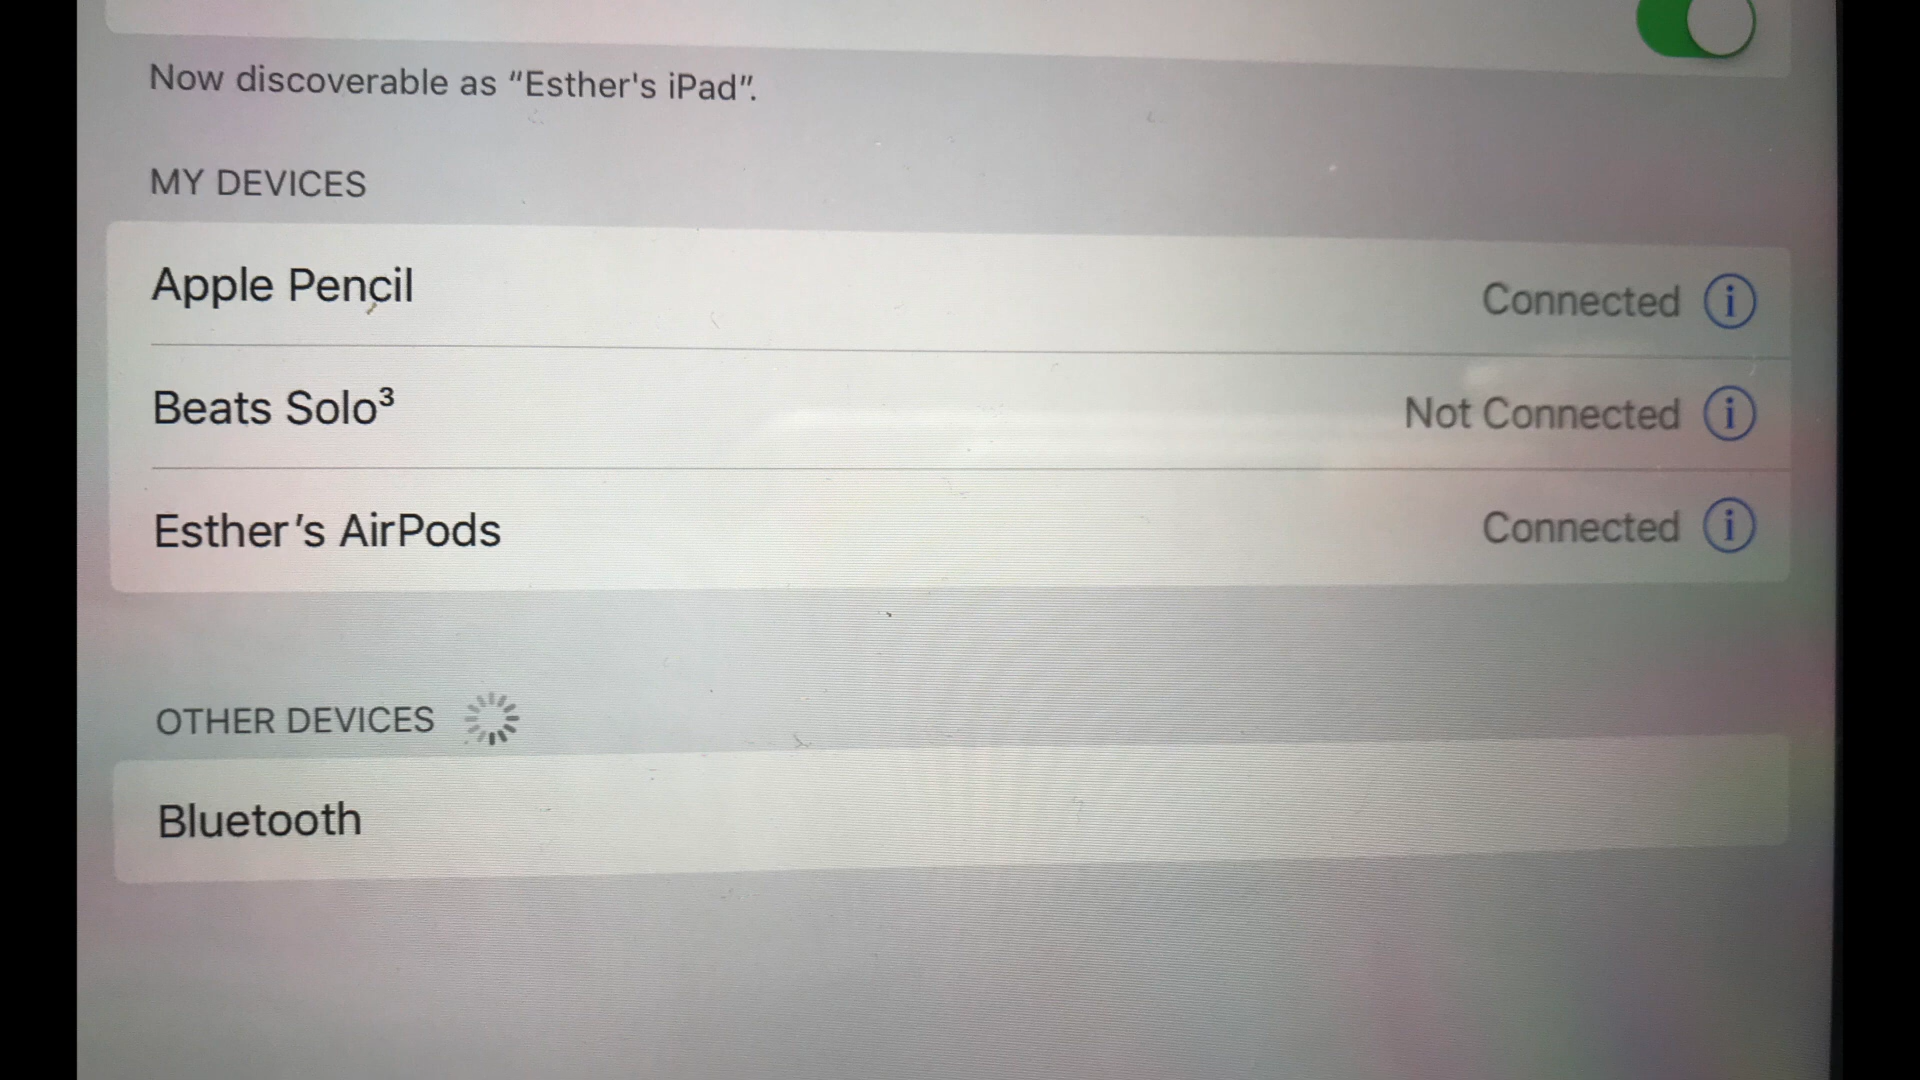 Now discoverable as “Esther's iPad”.
MY DEVICES
Apple Pencil Connected
Beats Solo³ Not Connected
Esther’s AirPods Connected
OTHER DEVICES
Bluetooth